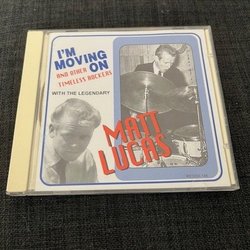 I'M
MOVING
ON
AND OTHER
TIMELESS ROCKERS
WITH THE LEGENDARY
MATT
LUCAS